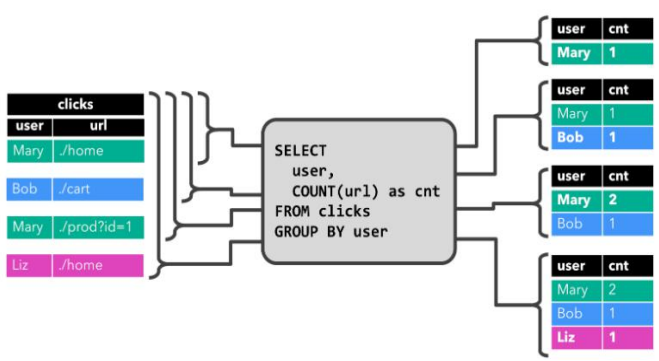 clicks
user url
Mary ./home
Bob ./cart
Mary ./prod?id=1
Liz ./home
SELECT
user,
COUNT(url) as cnt
FROM clicks
GROUP BY user
user cnt
Mary 1
user cnt
Mary 1
Bob 1
user cnt
Mary 2
Bob 1
user cnt
Mary 2
Bob 1
Liz 1